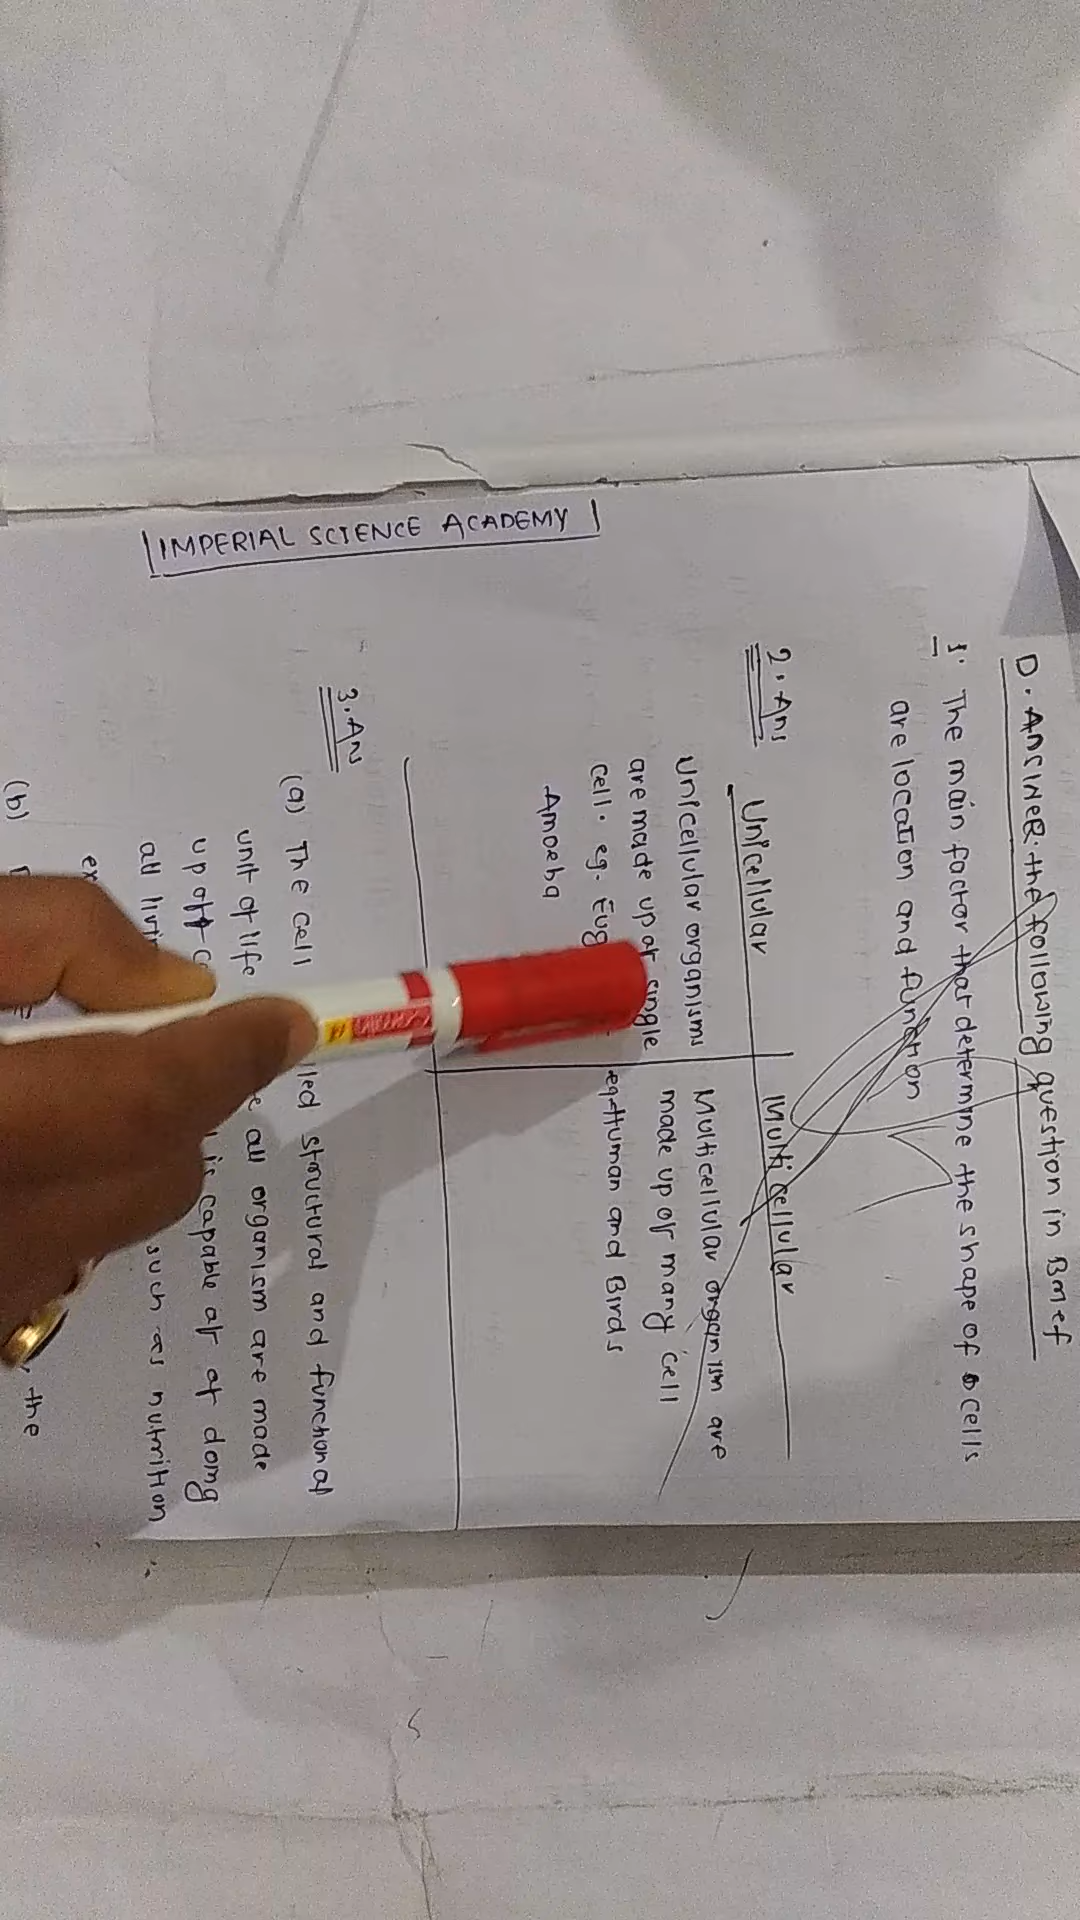 IMPERIAL SCIENCE ACADEMY
D. ANSWER the following question in Brief
1. The main factor that determine the shape of cells
are location and function
2. Ans
Unicellular Multicellular
Unicellular organisms Multicellular organism are
are made up of single made up of many cell
cell. eg. Eug eg-Human and Birds
Amoeba
3. An
(a) The cell lled structural and functional
unit of life all organism are made
up of is capable of of doing
all such as nutrition
the
(b)